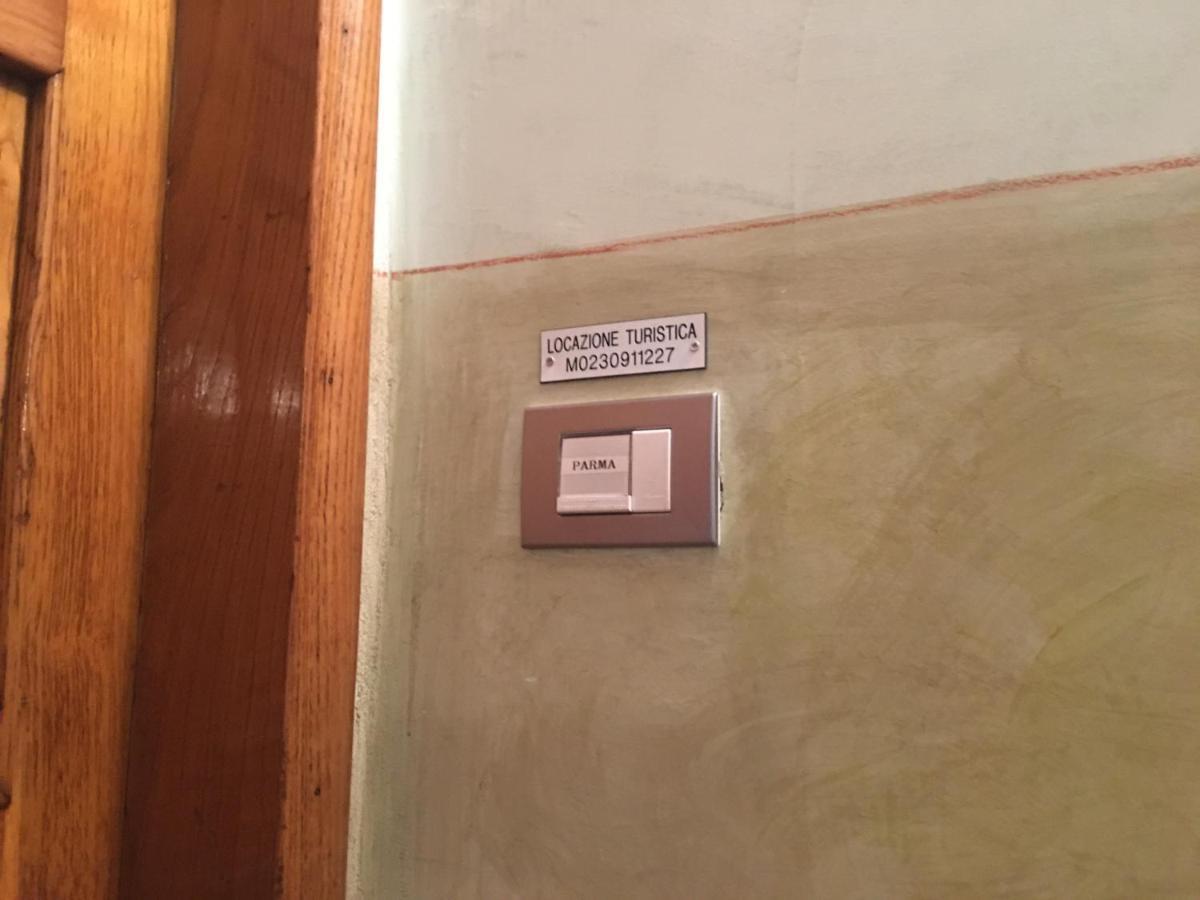 LOCAZIONE TURISTICA
M0230911227
PARMA